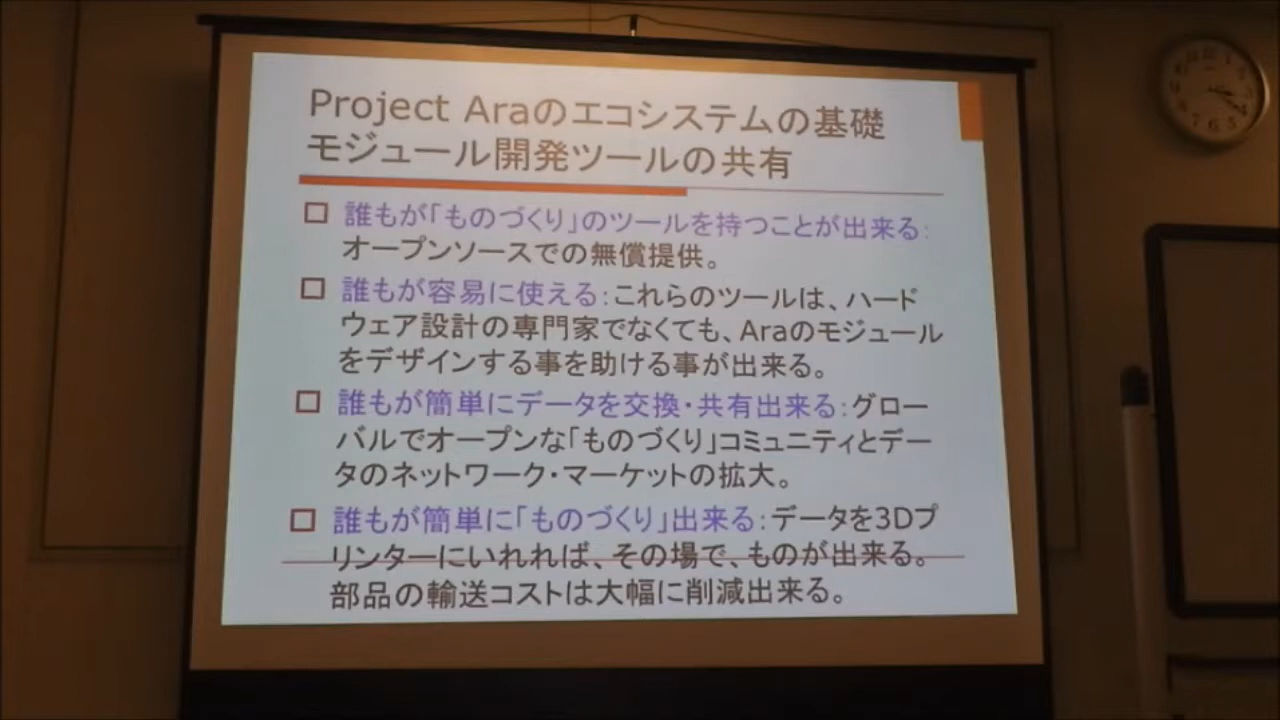 Project Araのエコシステムの基礎
モジュール開発ツールの共有
誰もが「ものづくり」のツールを持つことが出来る:
オープンソースでの無償提供。
誰もが容易に使える:これらのツールは、ハード
ウェア設計の専門家でなくても、Araのモジュール
をデザインする事を助ける事が出来る。
誰もが簡単にデータを交換・共有出来る:グロー
バルでオープンな「ものづくり」コミュニティとデー
タのネットワーク・マーケットの拡大。
誰もが簡単に「ものづくり」出来る:データを3Dプ
リンターにいれれば、その場で、ものが出来る。
部品の輸送コストは大幅に削減出来る。